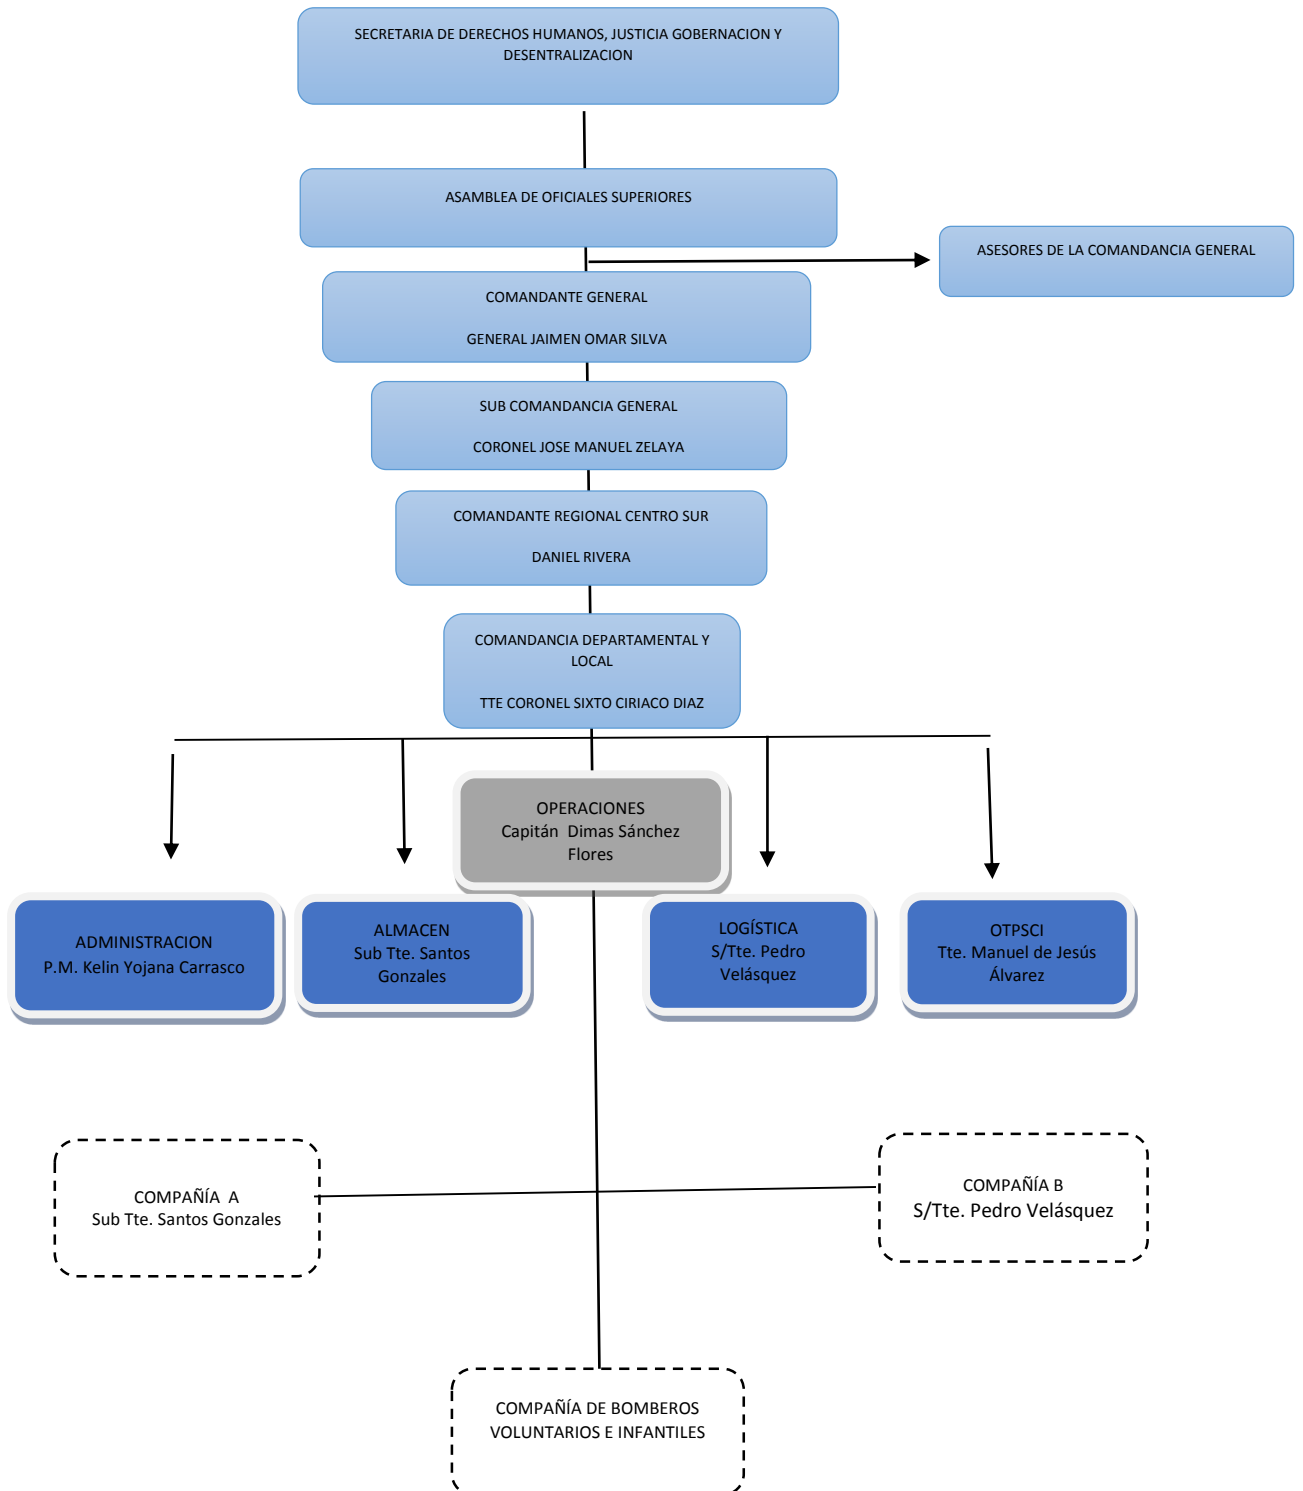 SECRETARIA DE DERECHOS HUMANOS, JUSTICIA GOBERNACION Y
DESENTRALIZACION
ASAMBLEA DE OFICIALES SUPERIORES
ASESORES DE LA COMANDANCIA GENERAL
COMANDANTE GENERAL
GENERAL JAIMEN OMAR SILVA
SUB COMANDANCIA GENERAL
CORONEL JOSE MANUEL ZELAYA
COMANDANTE REGIONAL CENTRO SUR
DANIEL RIVERA
COMANDANCIA DEPARTAMENTAL Y
LOCAL
TTE CORONEL SIXTO CIRIACO DIAZ
OPERACIONES
Capitán  Dimas Sánchez
Flores
ADMINISTRACION
P.M. Kelin Yojana Carrasco
ALMACEN
Sub Tte. Santos
Gonzales
LOGÍSTICA
S/Tte. Pedro
Velásquez
OTPSCI
Tte. Manuel de Jesús
Álvarez
COMPAÑÍA  A
Sub Tte. Santos Gonzales
COMPAÑÍA B
S/Tte. Pedro Velásquez
COMPAÑÍA DE BOMBEROS
VOLUNTARIOS E INFANTILES